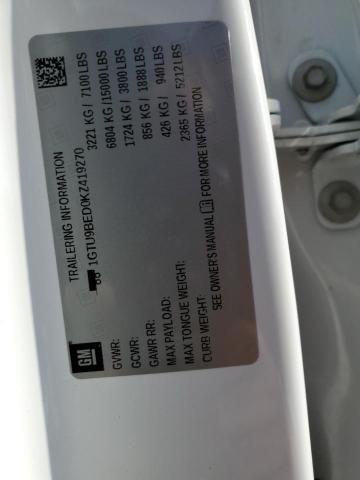 GM
TRAILERING INFORMATION
1GTU9BED0KZ419270
GVWR: 3221 KG / 7100 LBS
GCWR: 6804 KG / 15000 LBS
GAWR RR: 1724 KG / 3800 LBS
MAX PAYLOAD: 856 KG / 1888 LBS
MAX TONGUE WEIGHT: 426 KG / 940 LBS
CURB WEIGHT: 2365 KG / 5212 LBS
SEE OWNER'S MANUAL FOR MORE INFORMATION